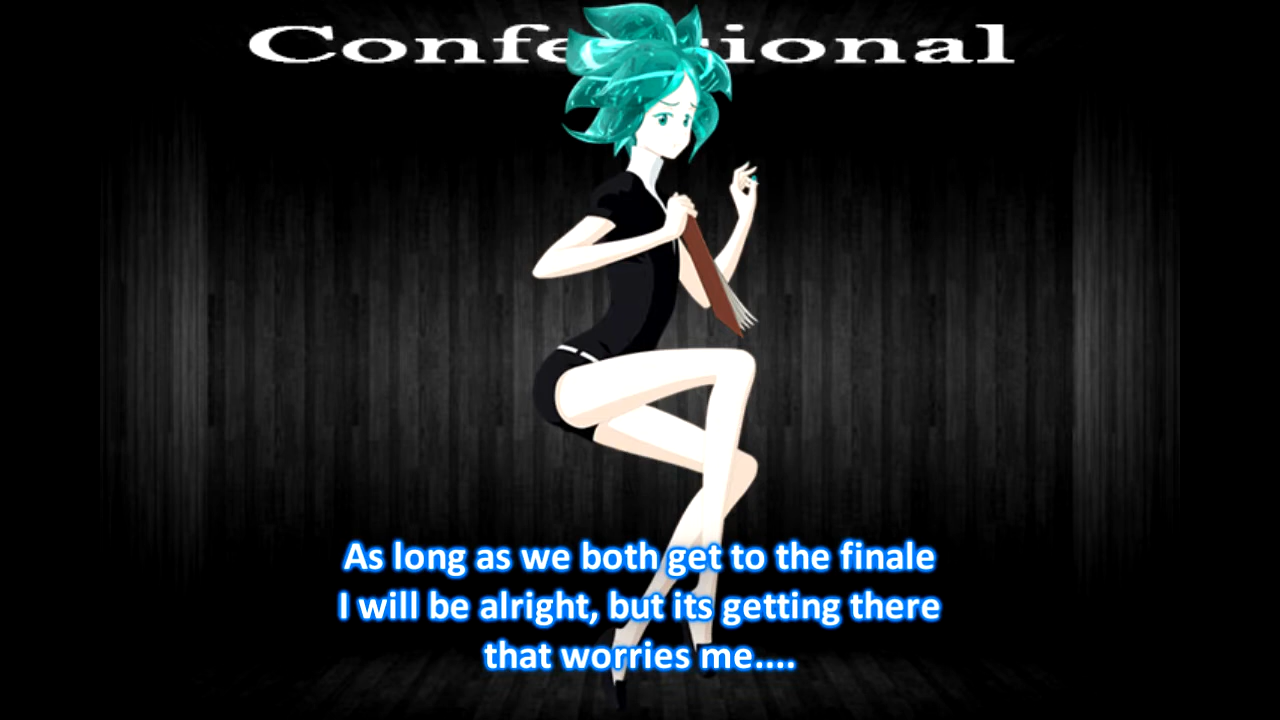 Confessional
As long as we both get to the finale
I will be alright, but its getting there
that worries me....